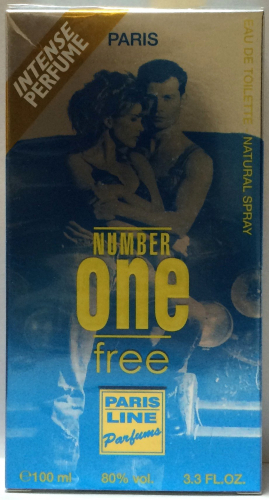 INTENSE
PERFUME
PARIS
EAU DE TOILETTE NATURAL SPRAY
NUMBER
one
free
PARIS
LINE
Parfums
℮100 ml 80% vol. 3.3 FL.OZ.